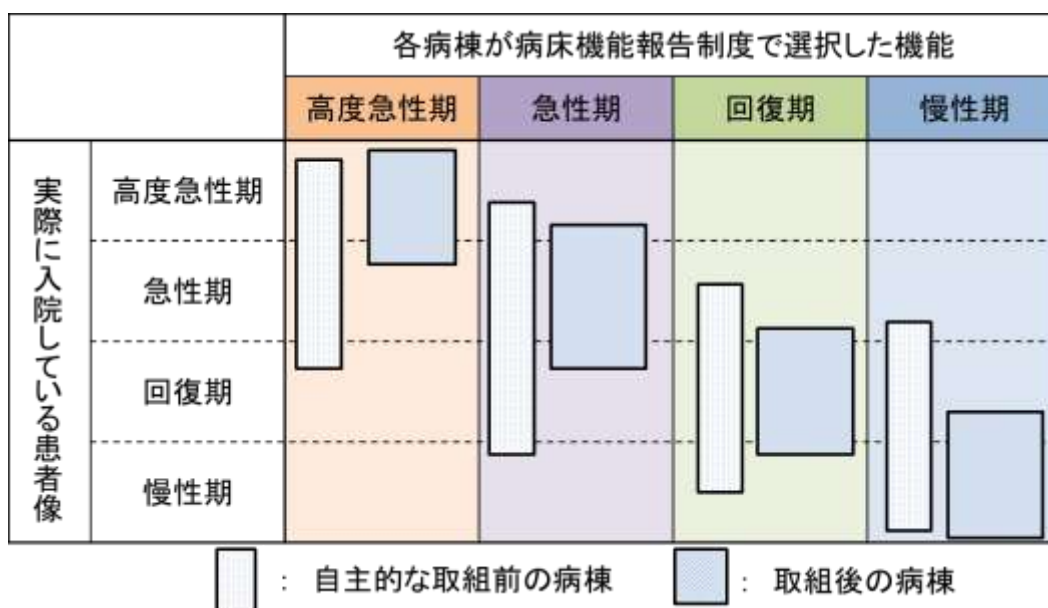 各病棟が病床機能報告制度で選択した機能
高度急性期
急性期
回復期
慢性期
実際に入院している患者像
高度急性期
急性期
回復期
慢性期
： 自主的な取組前の病棟
： 取組後の病棟